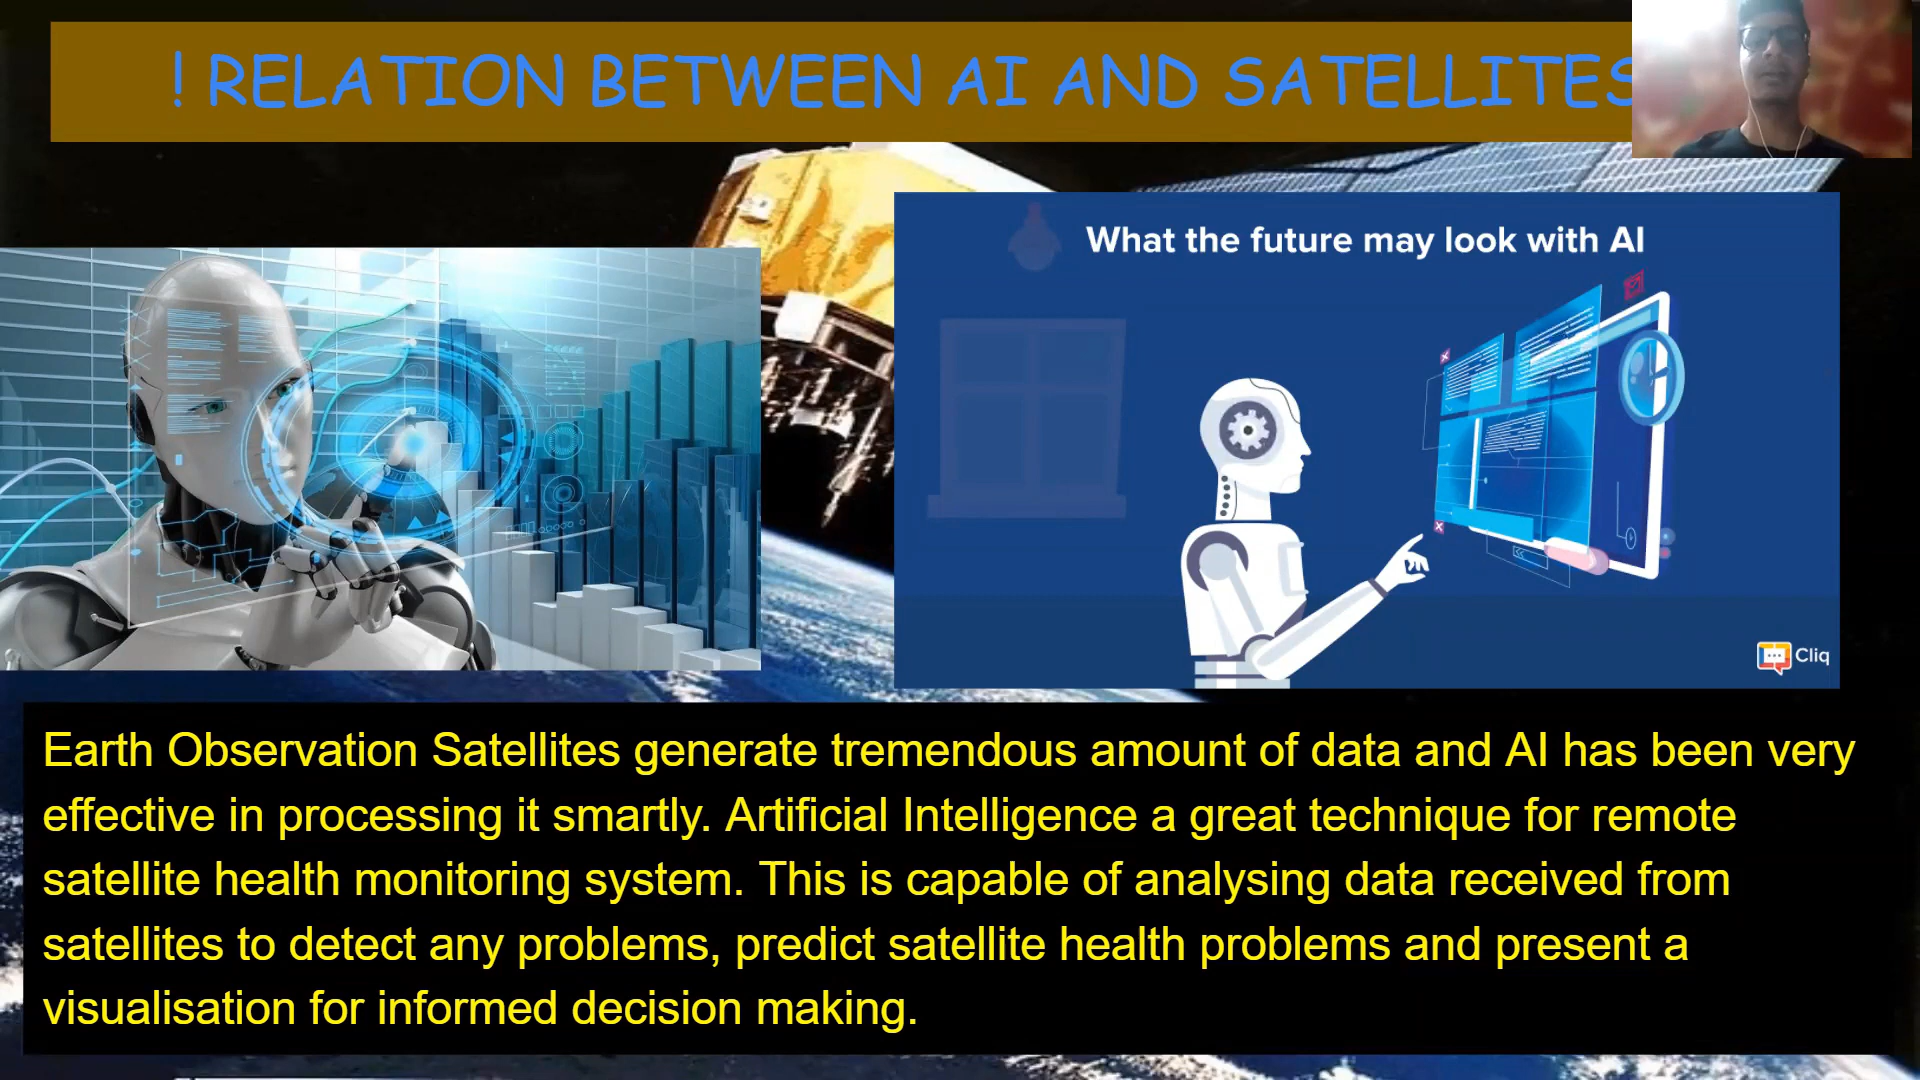 ! RELATION BETWEEN AI AND SATELLITES
What the future may look with AI
Cliq
Earth Observation Satellites generate tremendous amount of data and AI has been very
effective in processing it smartly. Artificial Intelligence a great technique for remote
satellite health monitoring system. This is capable of analysing data received from
satellites to detect any problems, predict satellite health problems and present a
visualisation for informed decision making.